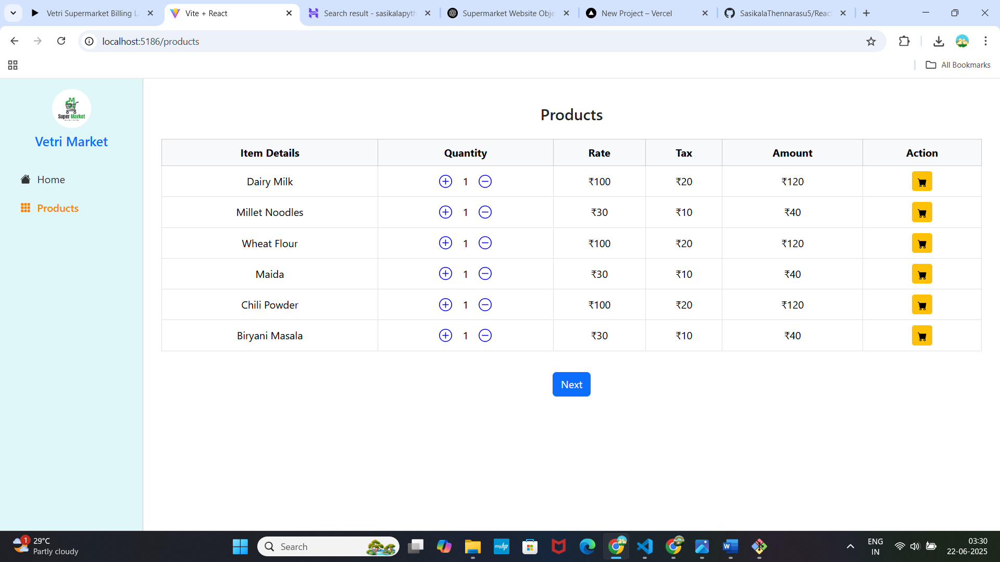 Vetri Supermarket Billing L
Vite + React
Search result - sasikalapyth
Supermarket Website Obje
New Project – Vercel
SasikalaThennarasu5/Reac
localhost:5186/products
All Bookmarks
Super Market
Vetri Market
Home
Products
Products
Item Details Quantity Rate Tax Amount Action
Dairy Milk 1 ₹100 ₹20 ₹120
Millet Noodles 1 ₹30 ₹10 ₹40
Wheat Flour 1 ₹100 ₹20 ₹120
Maida 1 ₹30 ₹10 ₹40
Chili Powder 1 ₹100 ₹20 ₹120
Biryani Masala 1 ₹30 ₹10 ₹40
Next
1
29°C
Partly cloudy
Search
myhp
W
ENG
IN
03:30
22-06-2025